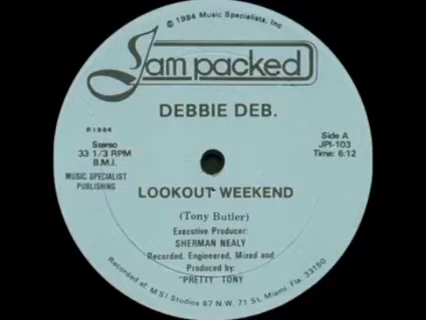 © 1984 Music Specialists, Inc.
Jam packed
DEBBIE DEB.
℗ 1984
Stereo
33 1/3 RPM
B.M.I.
MUSIC SPECIALIST
PUBLISHING
Side A
JPI-103
Time: 6:12
LOOKOUT WEEKEND
(Tony Butler)
Executive Producer:
SHERMAN NEALY
Recorded, Engineered, Mixed and
Produced by:
PRETTY TONY
Recorded at: MSI Studios 67 N.W. 71 St. Miami, Fla. 33150